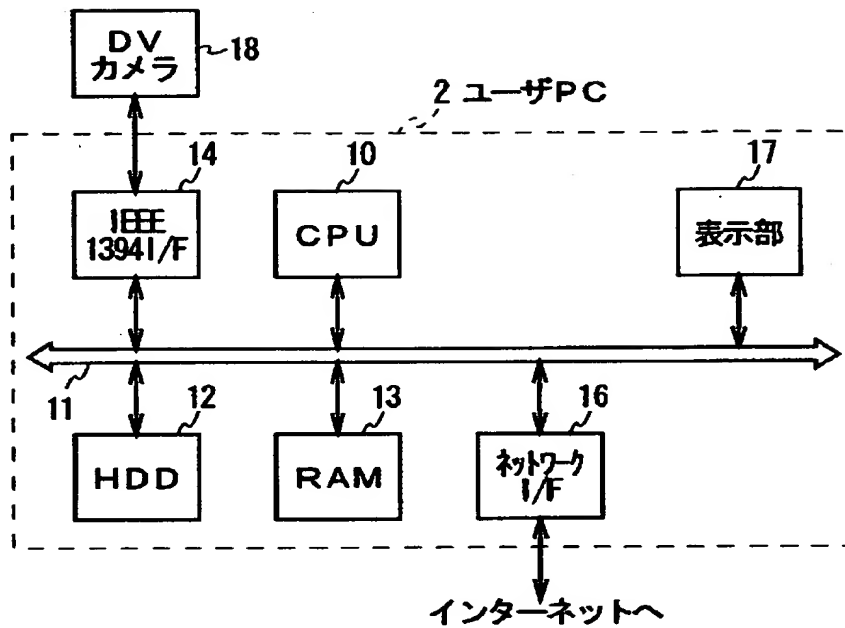 DV
カメラ
18
2 ユーザPC
14
10
17
IEEE
1394I/F
CPU
表示部
11
12
13
16
HDD
RAM
ネットワーク
I/F
インターネットへ